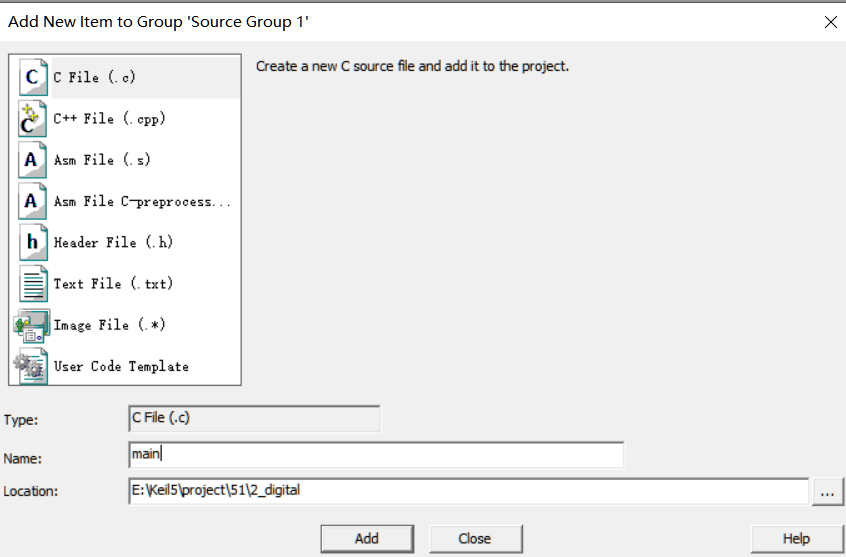 Add New Item to Group 'Source Group 1'
C File (.c)
Create a new C source file and add it to the project.
C++ File (.cpp)
Asm File (.s)
Asm File C-preprocess...
Header File (.h)
Text File (.txt)
Image File (.*)
User Code Template
Type:
C File (.c)
Name:
main
Location:
E:\Keil5\project\51\2_digital
...
Add
Close
Help